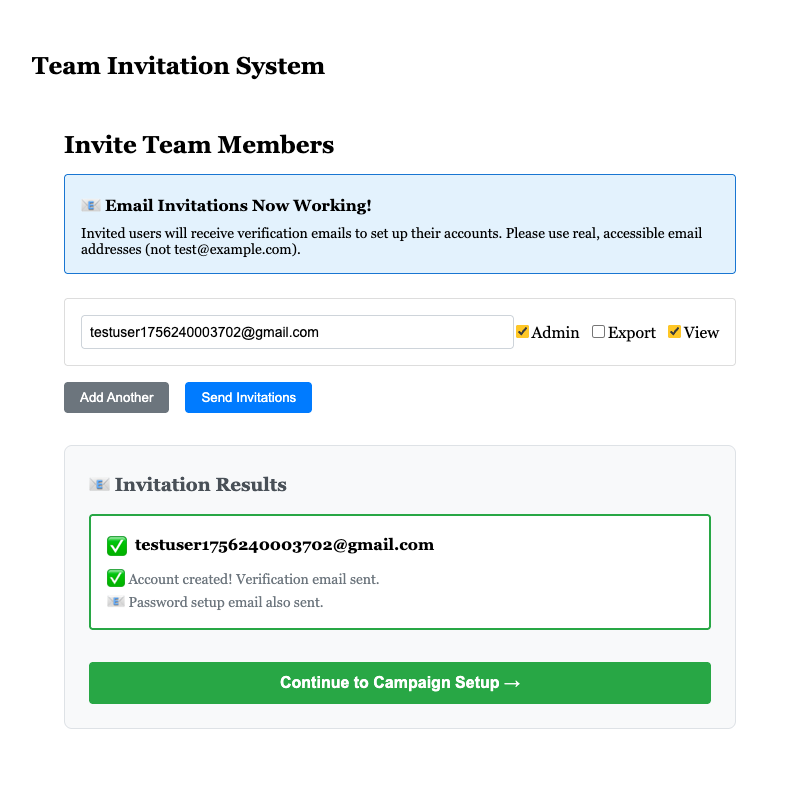 Team Invitation System
Invite Team Members
📧 Email Invitations Now Working!
Invited users will receive verification emails to set up their accounts. Please use real, accessible email
addresses (not test@example.com).
testuser1756240003702@gmail.com Admin Export View
Add Another Send Invitations
📧 Invitation Results
✅ testuser1756240003702@gmail.com
✅ Account created! Verification email sent.
📧 Password setup email also sent.
Continue to Campaign Setup →